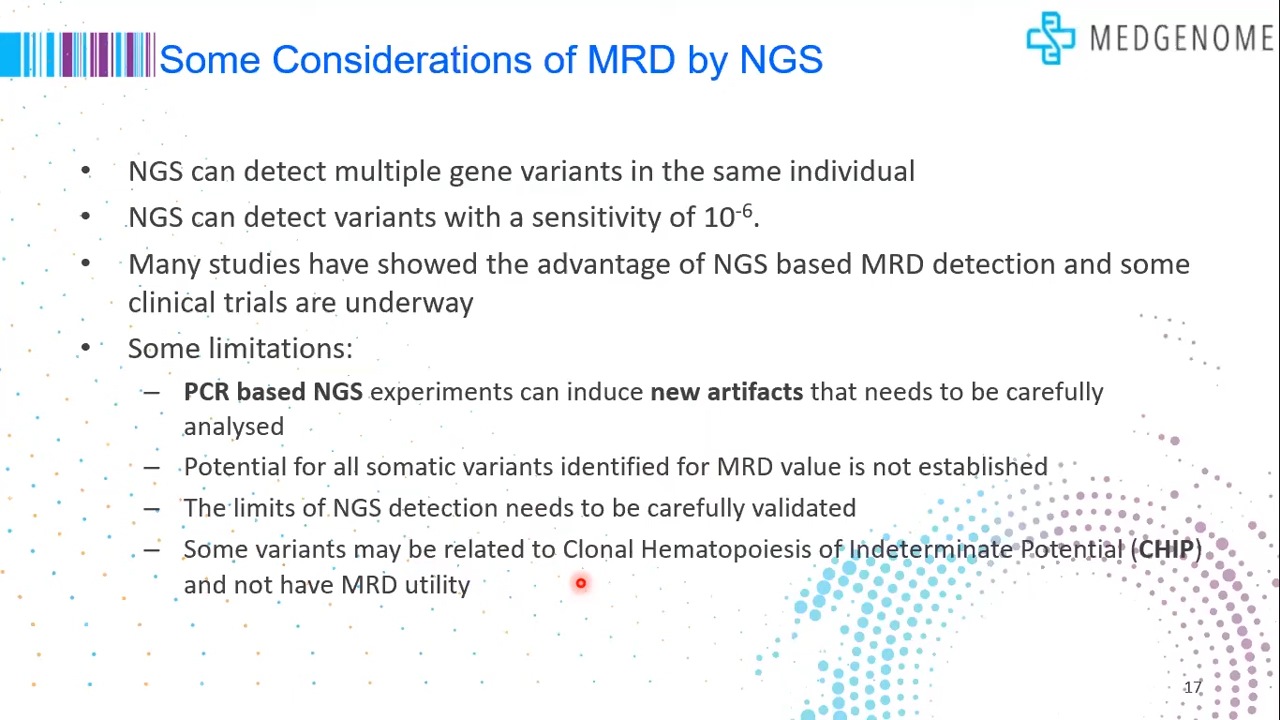 Some Considerations of MRD by NGS
MEDGENOME
• NGS can detect multiple gene variants in the same individual
• NGS can detect variants with a sensitivity of 10⁻⁶.
• Many studies have showed the advantage of NGS based MRD detection and some
clinical trials are underway
• Some limitations:
– PCR based NGS experiments can induce new artifacts that needs to be carefully
analysed
– Potential for all somatic variants identified for MRD value is not established
– The limits of NGS detection needs to be carefully validated
– Some variants may be related to Clonal Hematopoiesis of Indeterminate Potential (CHIP)
and not have MRD utility
17